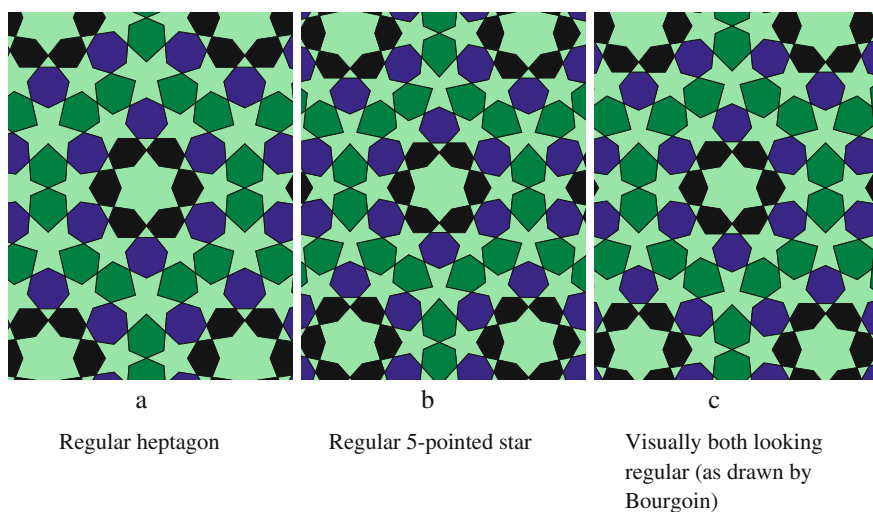 a
b
c
Regular heptagon
Regular 5-pointed star
Visually both looking
regular (as drawn by
Bourgoin)